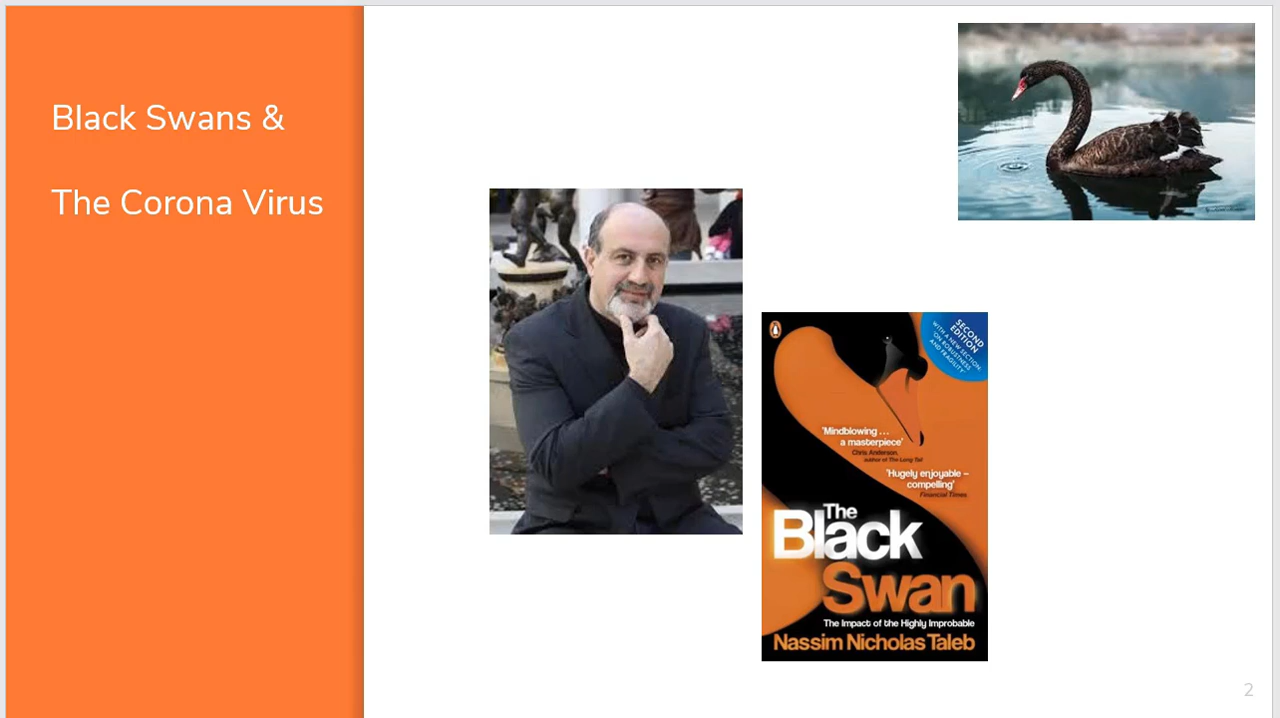 Black Swans &
The Corona Virus
SECOND
EDITION
WITH A NEW SECTION:
'ON ROBUSTNESS
AND FRAGILITY'
'Mindblowing ...
a masterpiece'
Chris Anderson,
author of The Long Tail
'Hugely enjoyable –
compelling'
Financial Times
The
Black
Swan
The Impact of the Highly Improbable
Nassim Nicholas Taleb
2